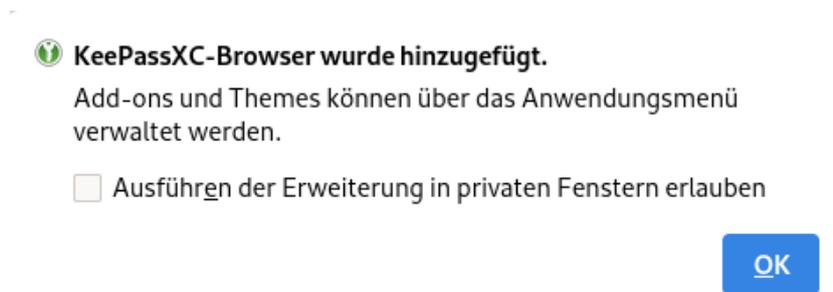 KeePassXC-Browser wurde hinzugefügt.
Add-ons und Themes können über das Anwendungsmenü
verwaltet werden.
Ausführen der Erweiterung in privaten Fenstern erlauben
OK